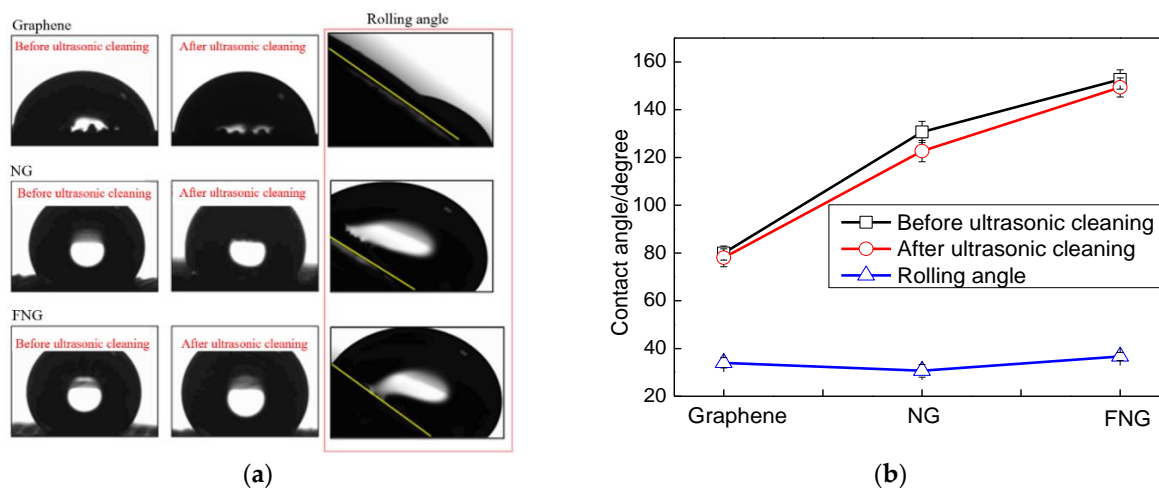 Graphene
Rolling angle
Before ultrasonic cleaning
After ultrasonic cleaning
NG
Before ultrasonic cleaning
After ultrasonic cleaning
FNG
Before ultrasonic cleaning
After ultrasonic cleaning
(a)
Contact angle/degree
160
140
120
100
80
60
40
20
Before ultrasonic cleaning
After ultrasonic cleaning
Rolling angle
Graphene
NG
FNG
(b)